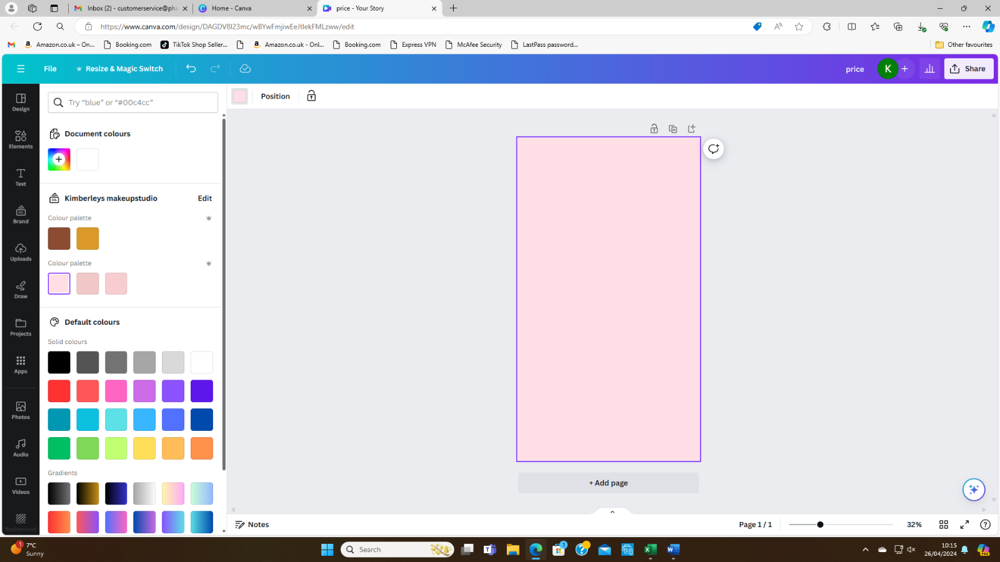 Inbox (2) - customerservice@pha
Home - Canva
price - Your Story
https://www.canva.com/design/DAGDV8I23mc/wBYwFmjiwEeJtlekFMLzww/edit
Amazon.co.uk – On...
Booking.com
TikTok Shop Seller...
Amazon.co.uk - Onl...
Booking.com
Express VPN
McAfee Security
LastPass password...
Other favourites
File
Resize & Magic Switch
price
K
Share
Design
Elements
Text
Brand
Uploads
Draw
Projects
Apps
Photos
Audio
Videos
Background
Try “blue” or “#00c4cc”
Document colours
Kimberleys makeupstudio
Edit
Colour palette
Colour palette
Default colours
Solid colours
Gradients
Position
+ Add page
Notes
Page 1 / 1
32%
1
7°C
Sunny
Search
1
10:15
26/04/2024